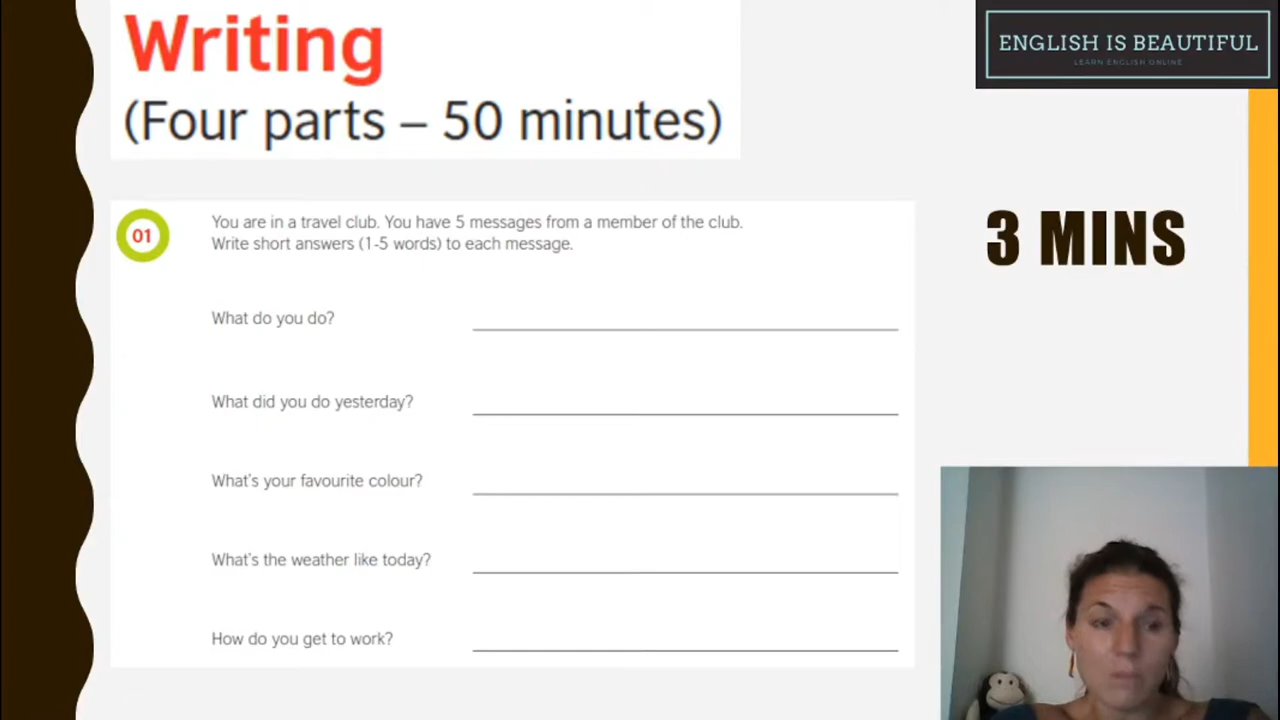 Writing
(Four parts – 50 minutes)
ENGLISH IS BEAUTIFUL
LEARN ENGLISH ONLINE
01
You are in a travel club. You have 5 messages from a member of the club.
Write short answers (1-5 words) to each message.
3 MINS
What do you do?
What did you do yesterday?
What's your favourite colour?
What's the weather like today?
How do you get to work?